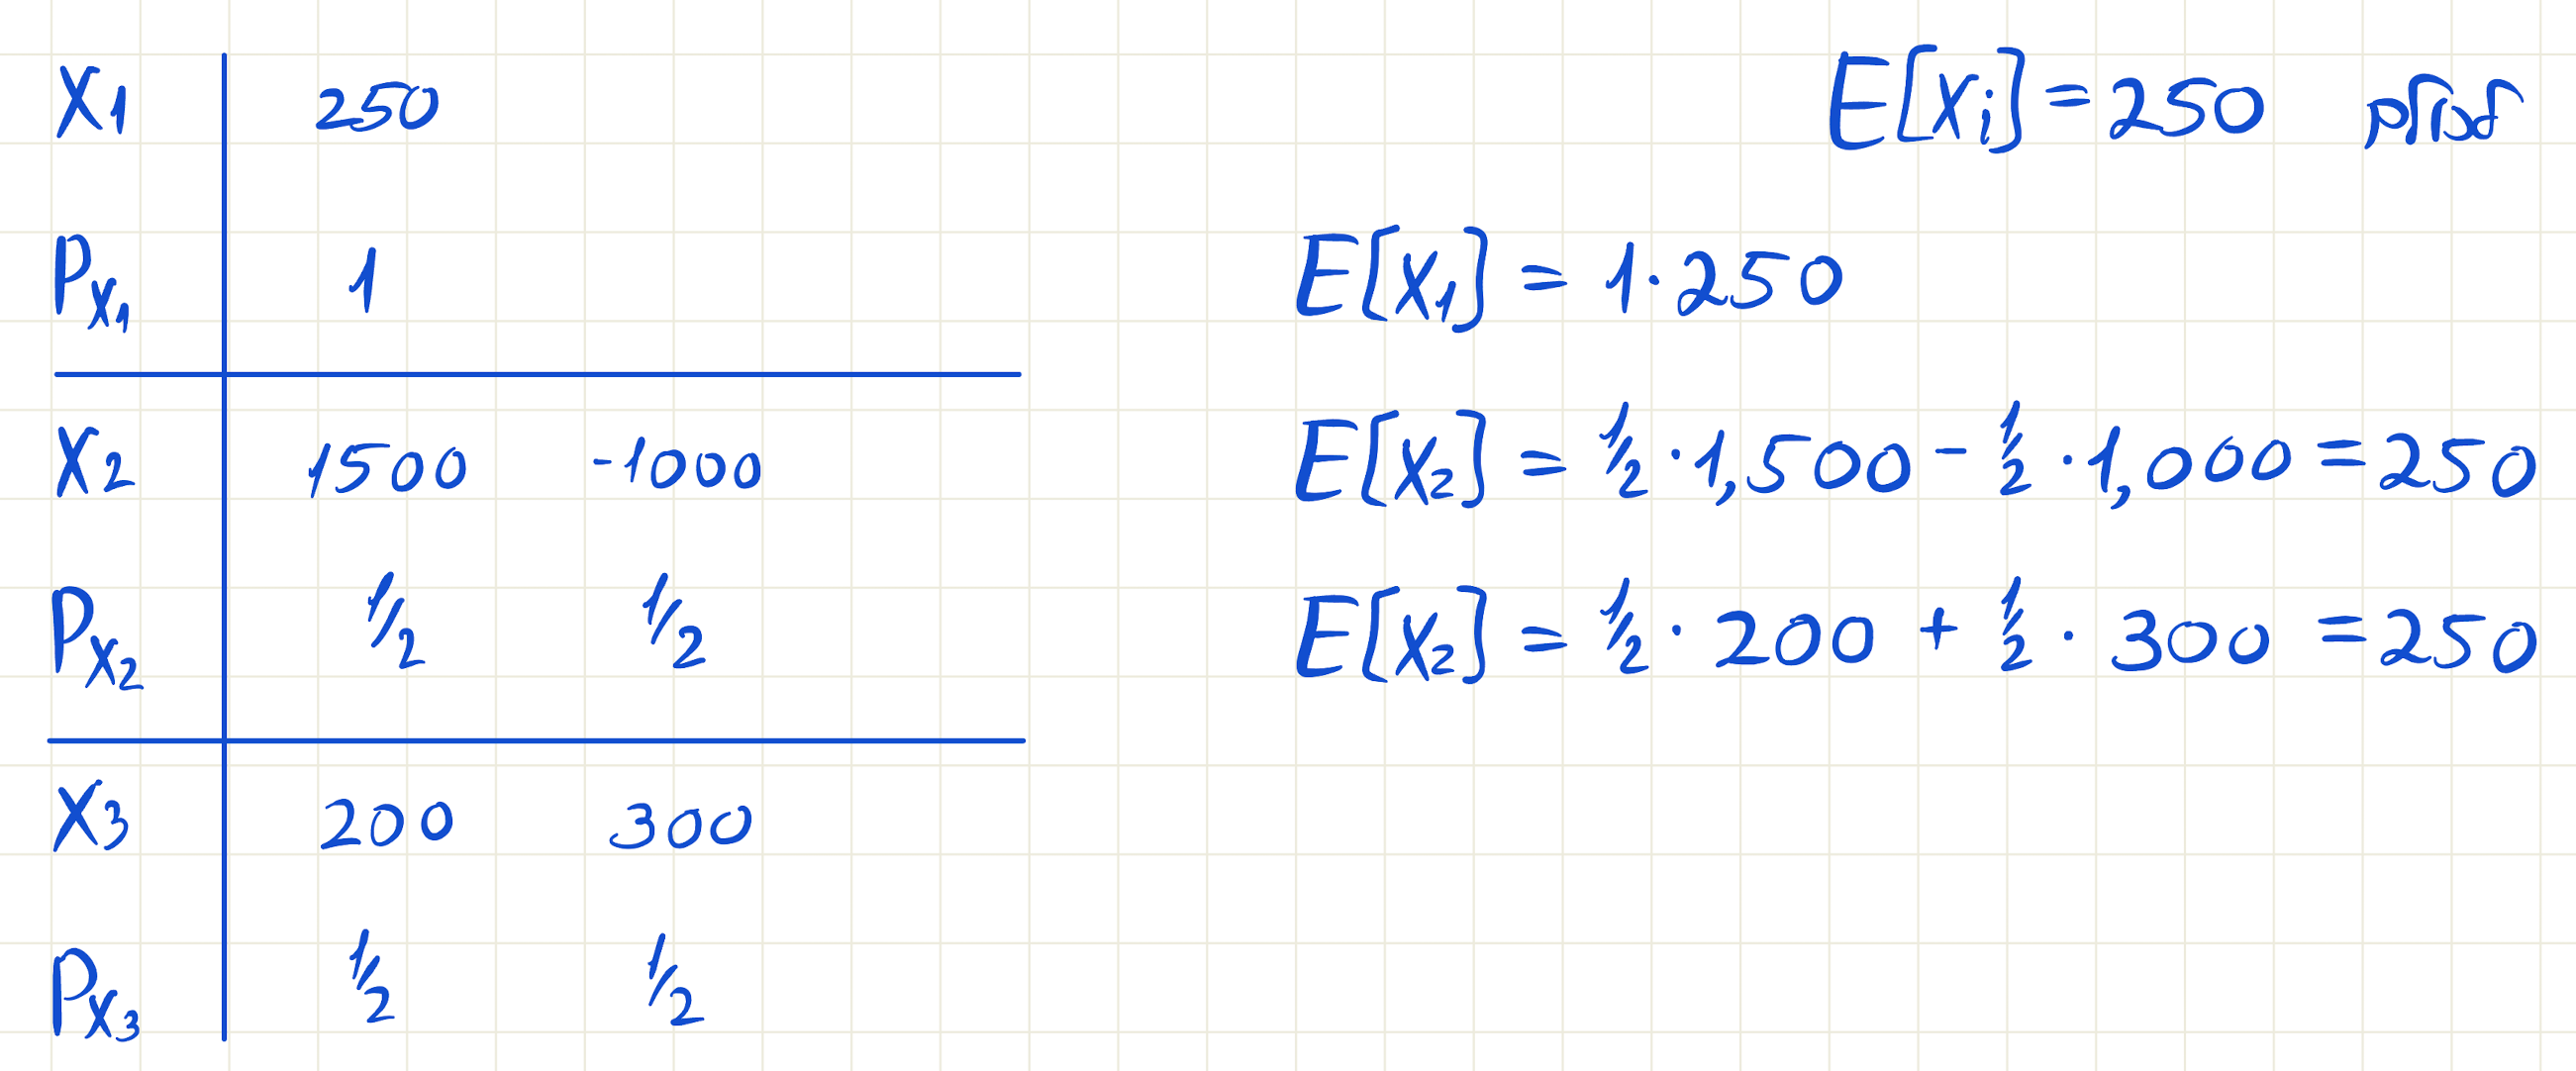 X1 250
E[Xi] = 250
PX1 1
E[X1] = 1·250
X2 1500 -1000
E[X2] = 1/2·1,500 - 1/2·1,000 = 250
PX2 1/2 1/2
E[X2] = 1/2·200 + 1/2·300 = 250
X3 200 300
PX3 1/2 1/2